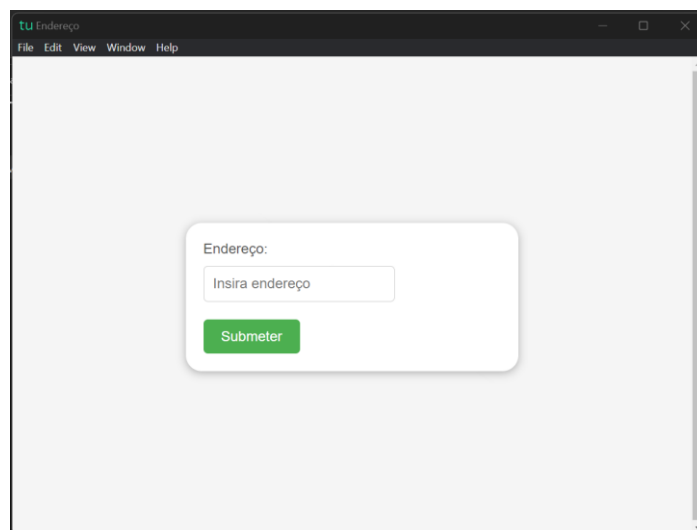 tu Endereço
File Edit View Window Help
Endereço:
Insira endereço
Submeter